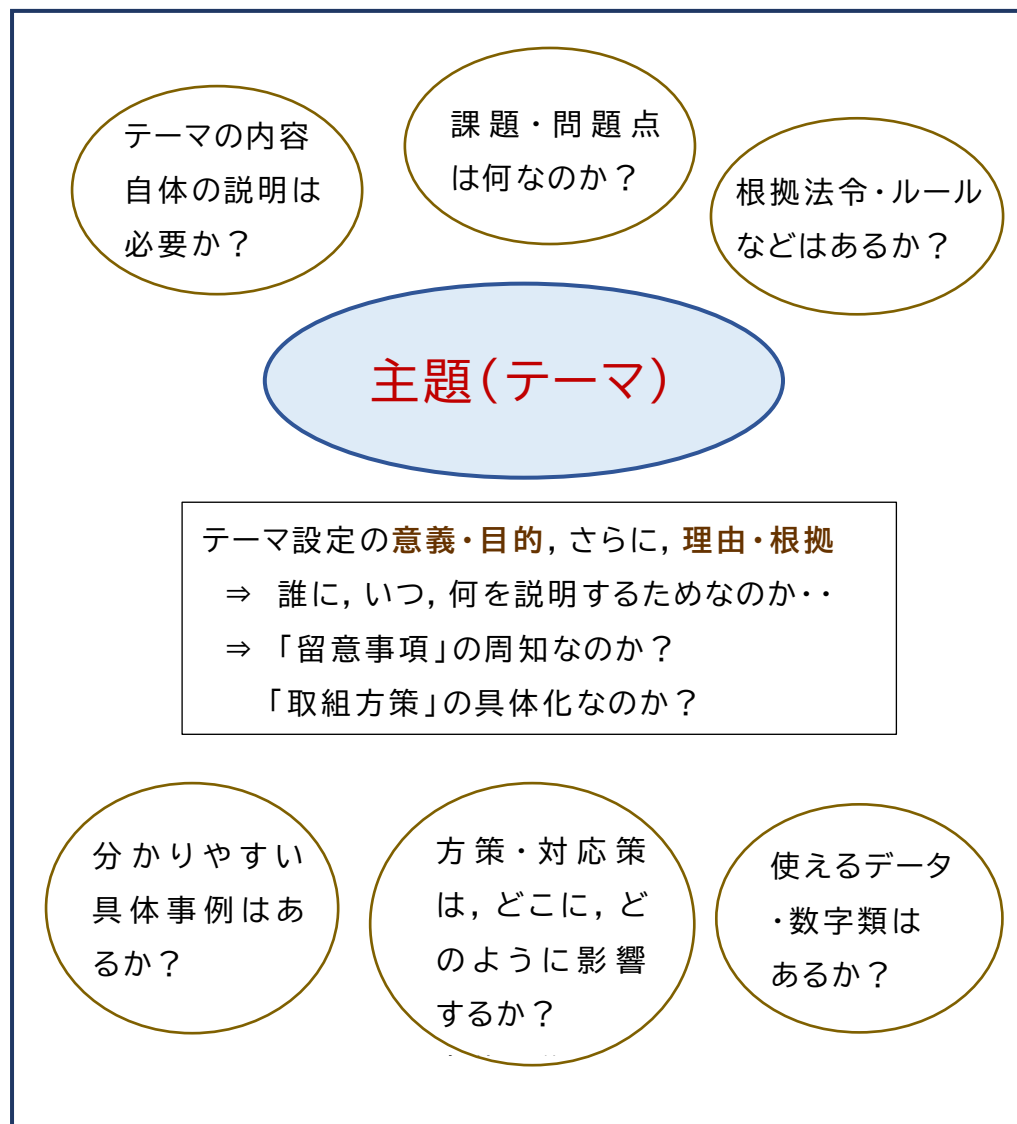 テーマの内容
自体の説明は
必要か？
課題・問題点
は何なのか？
根拠法令・ルール
などはあるか？
主題(テーマ)
テーマ設定の意義・目的，さらに，理由・根拠
⇒ 誰に，いつ，何を説明するためなのか・・
⇒ 「留意事項」の周知なのか？
「取組方策」の具体化なのか？
分かりやすい
具体事例はあ
るか？
方策・対応策
は，どこに，ど
のように影響
するか？
使えるデータ
・数字類は
あるか？